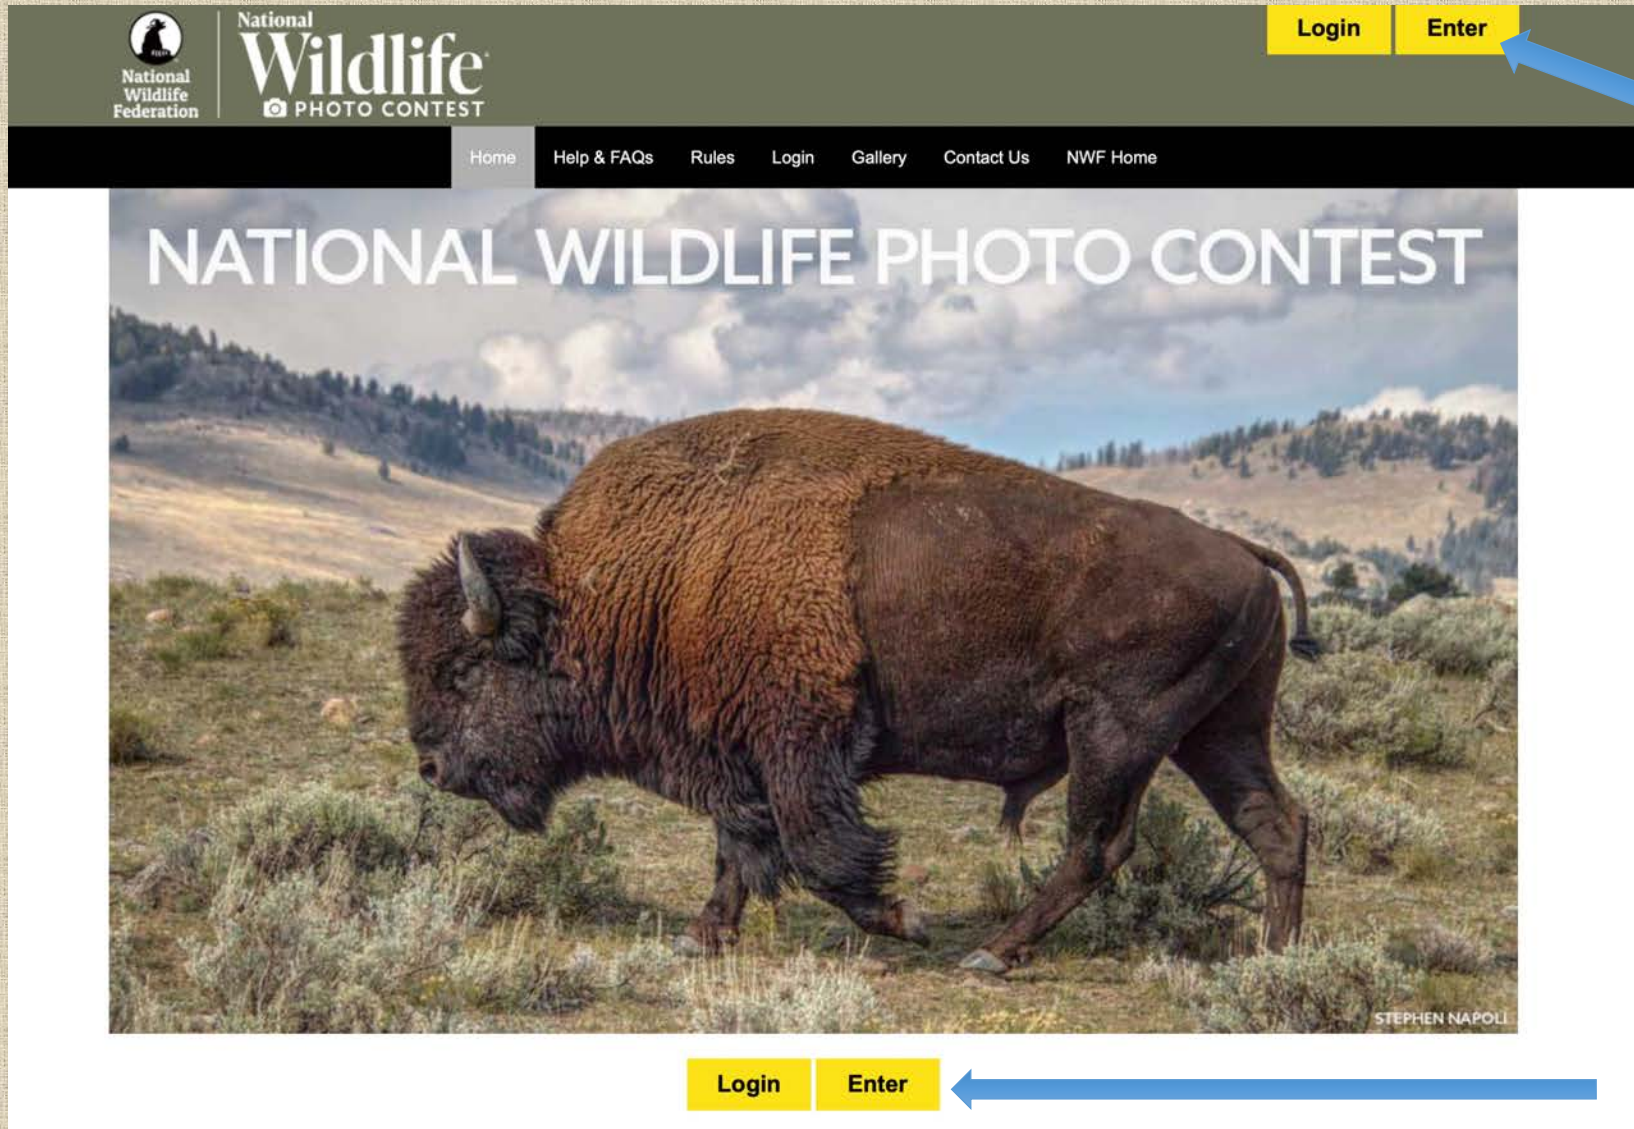 National
Wildlife
Federation
National
Wildlife
PHOTO CONTEST
Login Enter
Home Help & FAQs Rules Login Gallery Contact Us NWF Home
NATIONAL WILDLIFE PHOTO CONTEST
STEPHEN NAPOLI
Login Enter